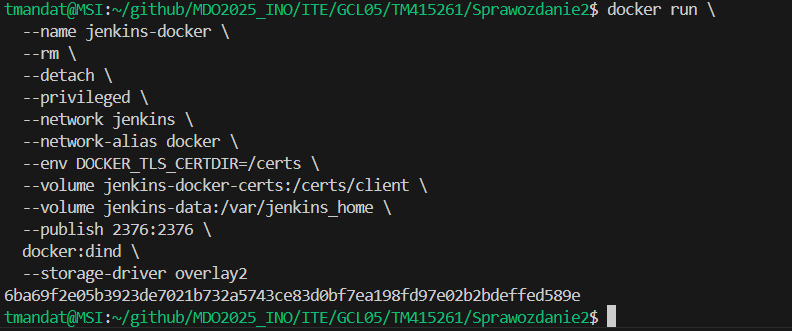 tmandat@MSI:~/github/MDO2025_INO/ITE/GCL05/TM415261/Sprawozdanie2$ docker run \
  --name jenkins-docker \
  --rm \
  --detach \
  --privileged \
  --network jenkins \
  --network-alias docker \
  --env DOCKER_TLS_CERTDIR=/certs \
  --volume jenkins-docker-certs:/certs/client \
  --volume jenkins-data:/var/jenkins_home \
  --publish 2376:2376 \
  docker:dind \
  --storage-driver overlay2
6ba69f2e05b3923de7021b732a5743ce83d0bf7ea198fd97e02b2bdeffed589e
tmandat@MSI:~/github/MDO2025_INO/ITE/GCL05/TM415261/Sprawozdanie2$